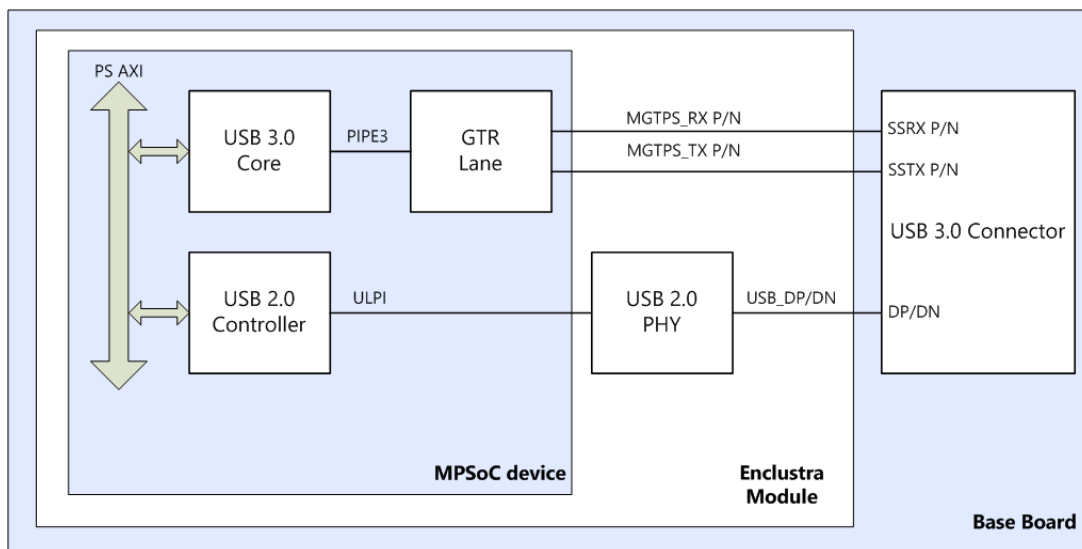 PS AXI
USB 3.0
Core
PIPE3
GTR
Lane
MGTPS_RX P/N
MGTPS_TX P/N
SSRX P/N
SSTX P/N
USB 3.0 Connector
USB 2.0
Controller
ULPI
USB 2.0
PHY
USB_DP/DN
DP/DN
MPSoC device
Enclustra
Module
Base Board